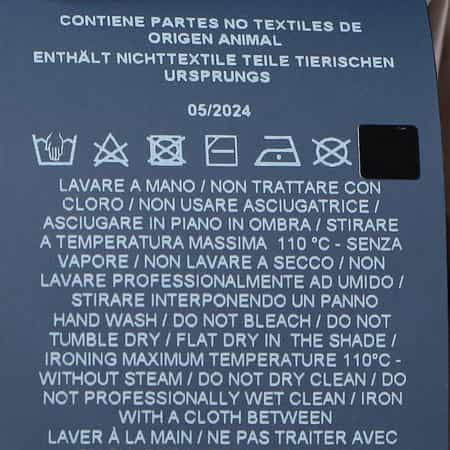 CONTIENE PARTES NO TEXTILES DE
ORIGEN ANIMAL
ENTHÄLT NICHTTEXTILE TEILE TIERISCHEN
URSPRUNGS
05/2024
LAVARE A MANO / NON TRATTARE CON
CLORO / NON USARE ASCIUGATRICE /
ASCIUGARE IN PIANO IN OMBRA / STIRARE
A TEMPERATURA MASSIMA 110 °C - SENZA
VAPORE / NON LAVARE A SECCO / NON
LAVARE PROFESSIONALMENTE AD UMIDO /
STIRARE INTERPONENDO UN PANNO
HAND WASH / DO NOT BLEACH / DO NOT
TUMBLE DRY / FLAT DRY IN THE SHADE /
IRONING MAXIMUM TEMPERATURE 110°C -
WITHOUT STEAM / DO NOT DRY CLEAN / DO
NOT PROFESSIONALLY WET CLEAN / IRON
WITH A CLOTH BETWEEN
LAVER À LA MAIN / NE PAS TRAITER AVEC